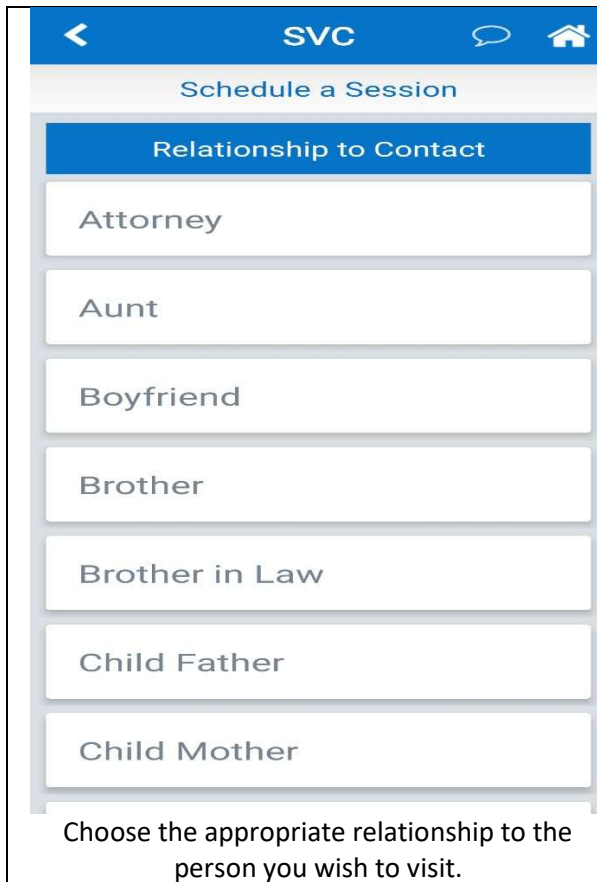 SVC
Schedule a Session
Relationship to Contact
Attorney
Aunt
Boyfriend
Brother
Brother in Law
Child Father
Child Mother
Choose the appropriate relationship to the
person you wish to visit.